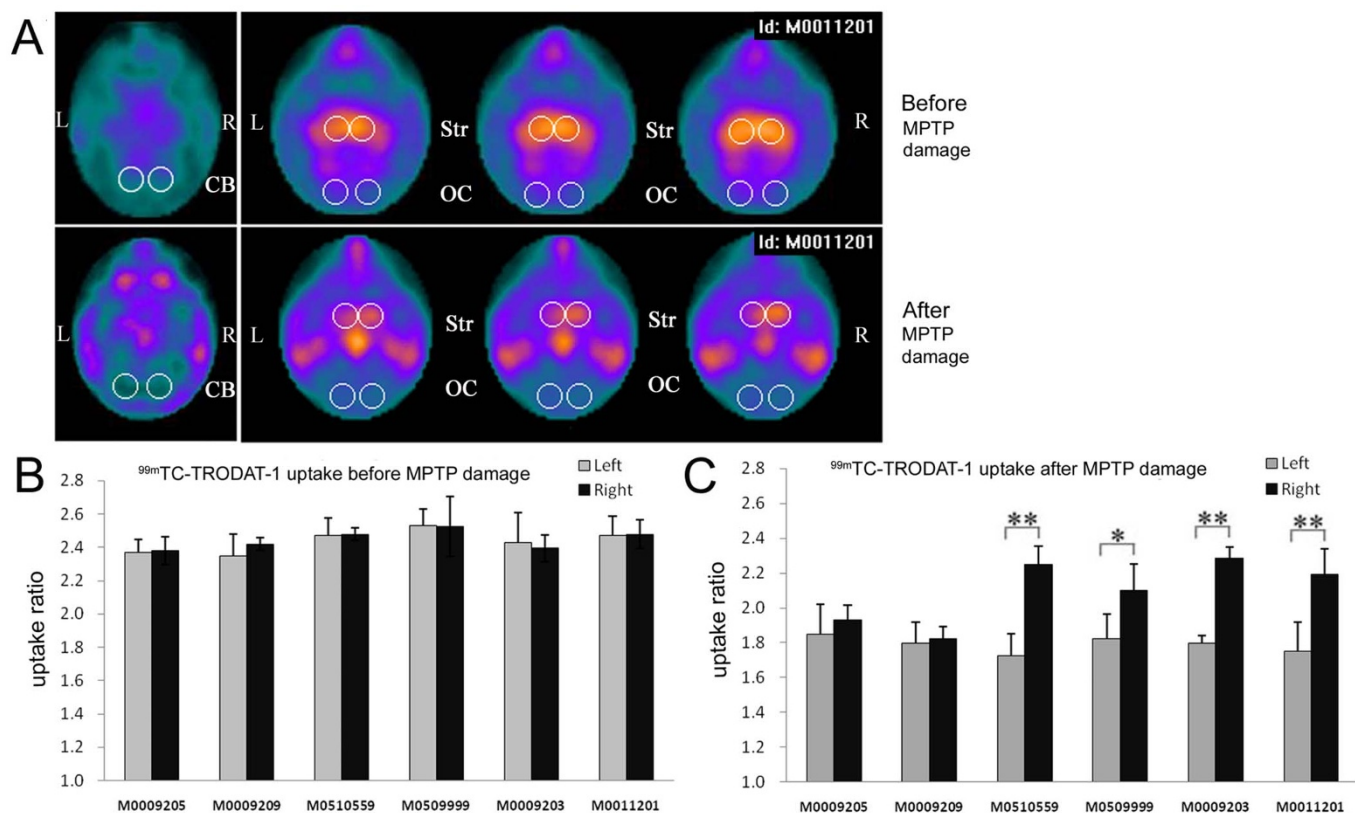 A
Id: M0011201
L
R
CB
L
Str
OC
Str
OC
R
Before
MPTP
damage
Id: M0011201
L
R
CB
L
Str
OC
Str
OC
R
After
MPTP
damage
B
99mTC-TRODAT-1 uptake before MPTP damage
Left
Right
uptake ratio
2.8
2.6
2.4
2.2
2.0
1.8
1.6
1.4
1.2
1.0
M0009205 M0009209 M0510559 M0509999 M0009203 M0011201
C
99mTC-TRODAT-1 uptake after MPTP damage
Left
Right
uptake ratio
2.8
2.6
2.4
2.2
2.0
1.8
1.6
1.4
1.2
1.0
** * ** **
M0009205 M0009209 M0510559 M0509999 M0009203 M0011201